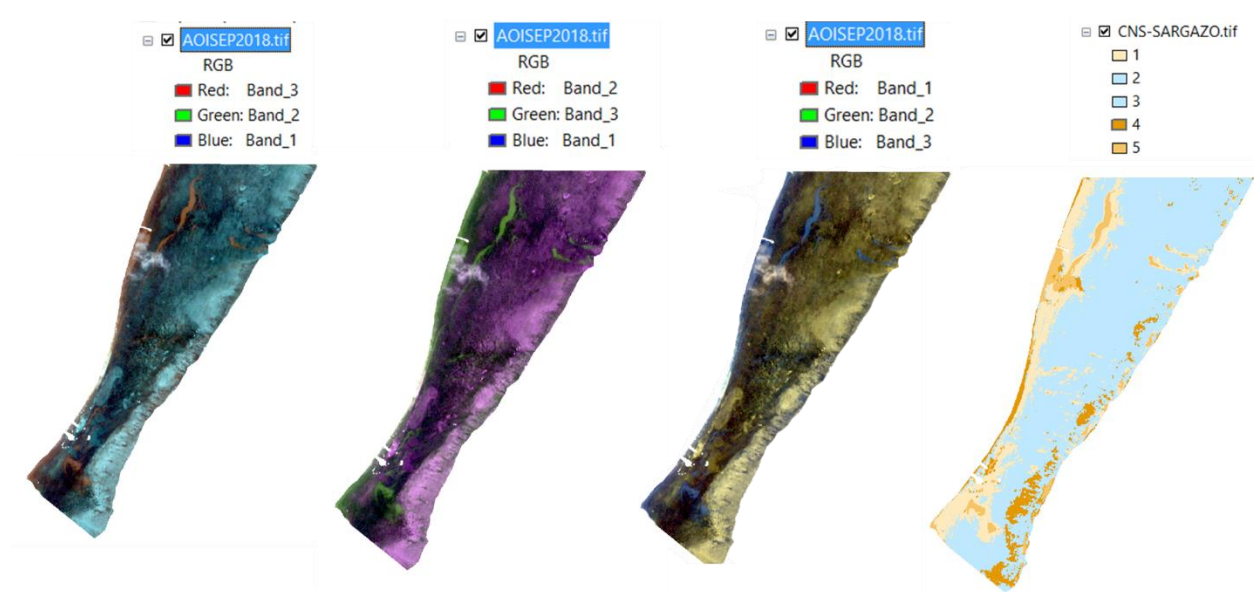 AOISEP2018.tif
RGB
Red: Band_3
Green: Band_2
Blue: Band_1
AOISEP2018.tif
RGB
Red: Band_2
Green: Band_3
Blue: Band_1
AOISEP2018.tif
RGB
Red: Band_1
Green: Band_2
Blue: Band_3
CNS-SARGAZO.tif
1
2
3
4
5